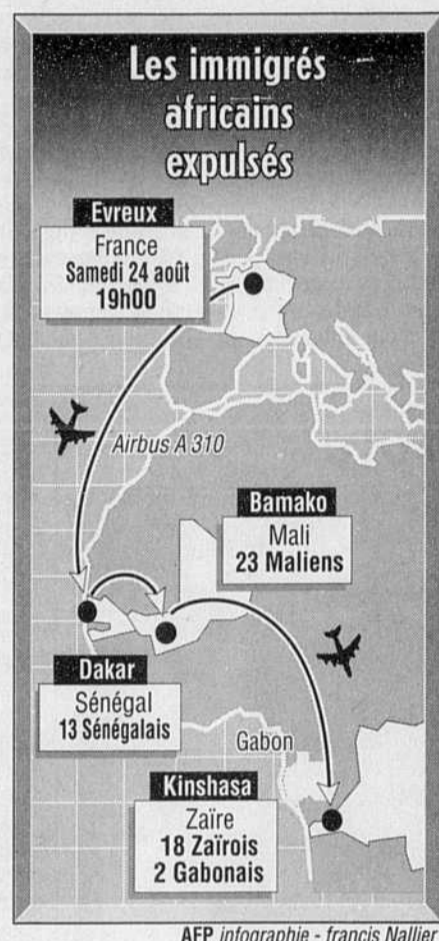 Les immigrés
africains
expulsés
Evreux
France
Samedi 24 août
19h00
Airbus A 310
Bamako
Mali
23 Maliens
Dakar
Sénégal
13 Sénégalais
Gabon
Kinshasa
Zaïre
18 Zaïrois
2 Gabonais
AFP infographie - francis Nallier